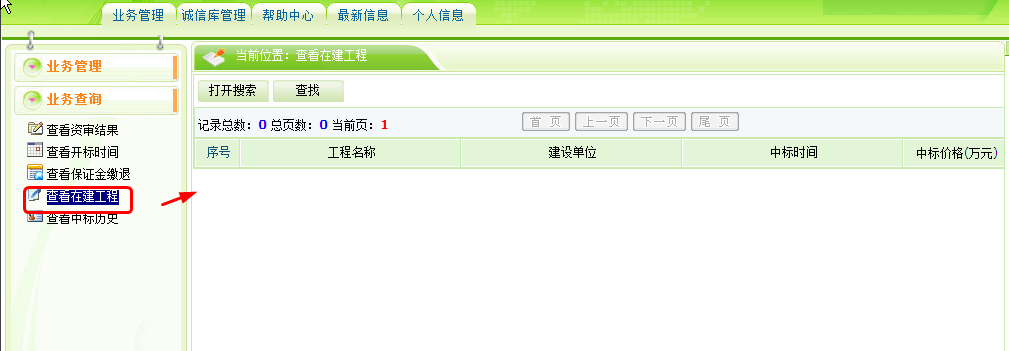 业务管理 诚信库管理 帮助中心 最新信息 个人信息
业务管理
业务查询
查看资审结果
查看开标时间
查看保证金缴退
查看在建工程
查看中标历史
当前位置：查看在建工程
打开搜索 查找
记录总数：0 总页数：0 当前页：1 首 页 上一页 下一页 尾 页
序号 工程名称 建设单位 中标时间 中标价格(万元)